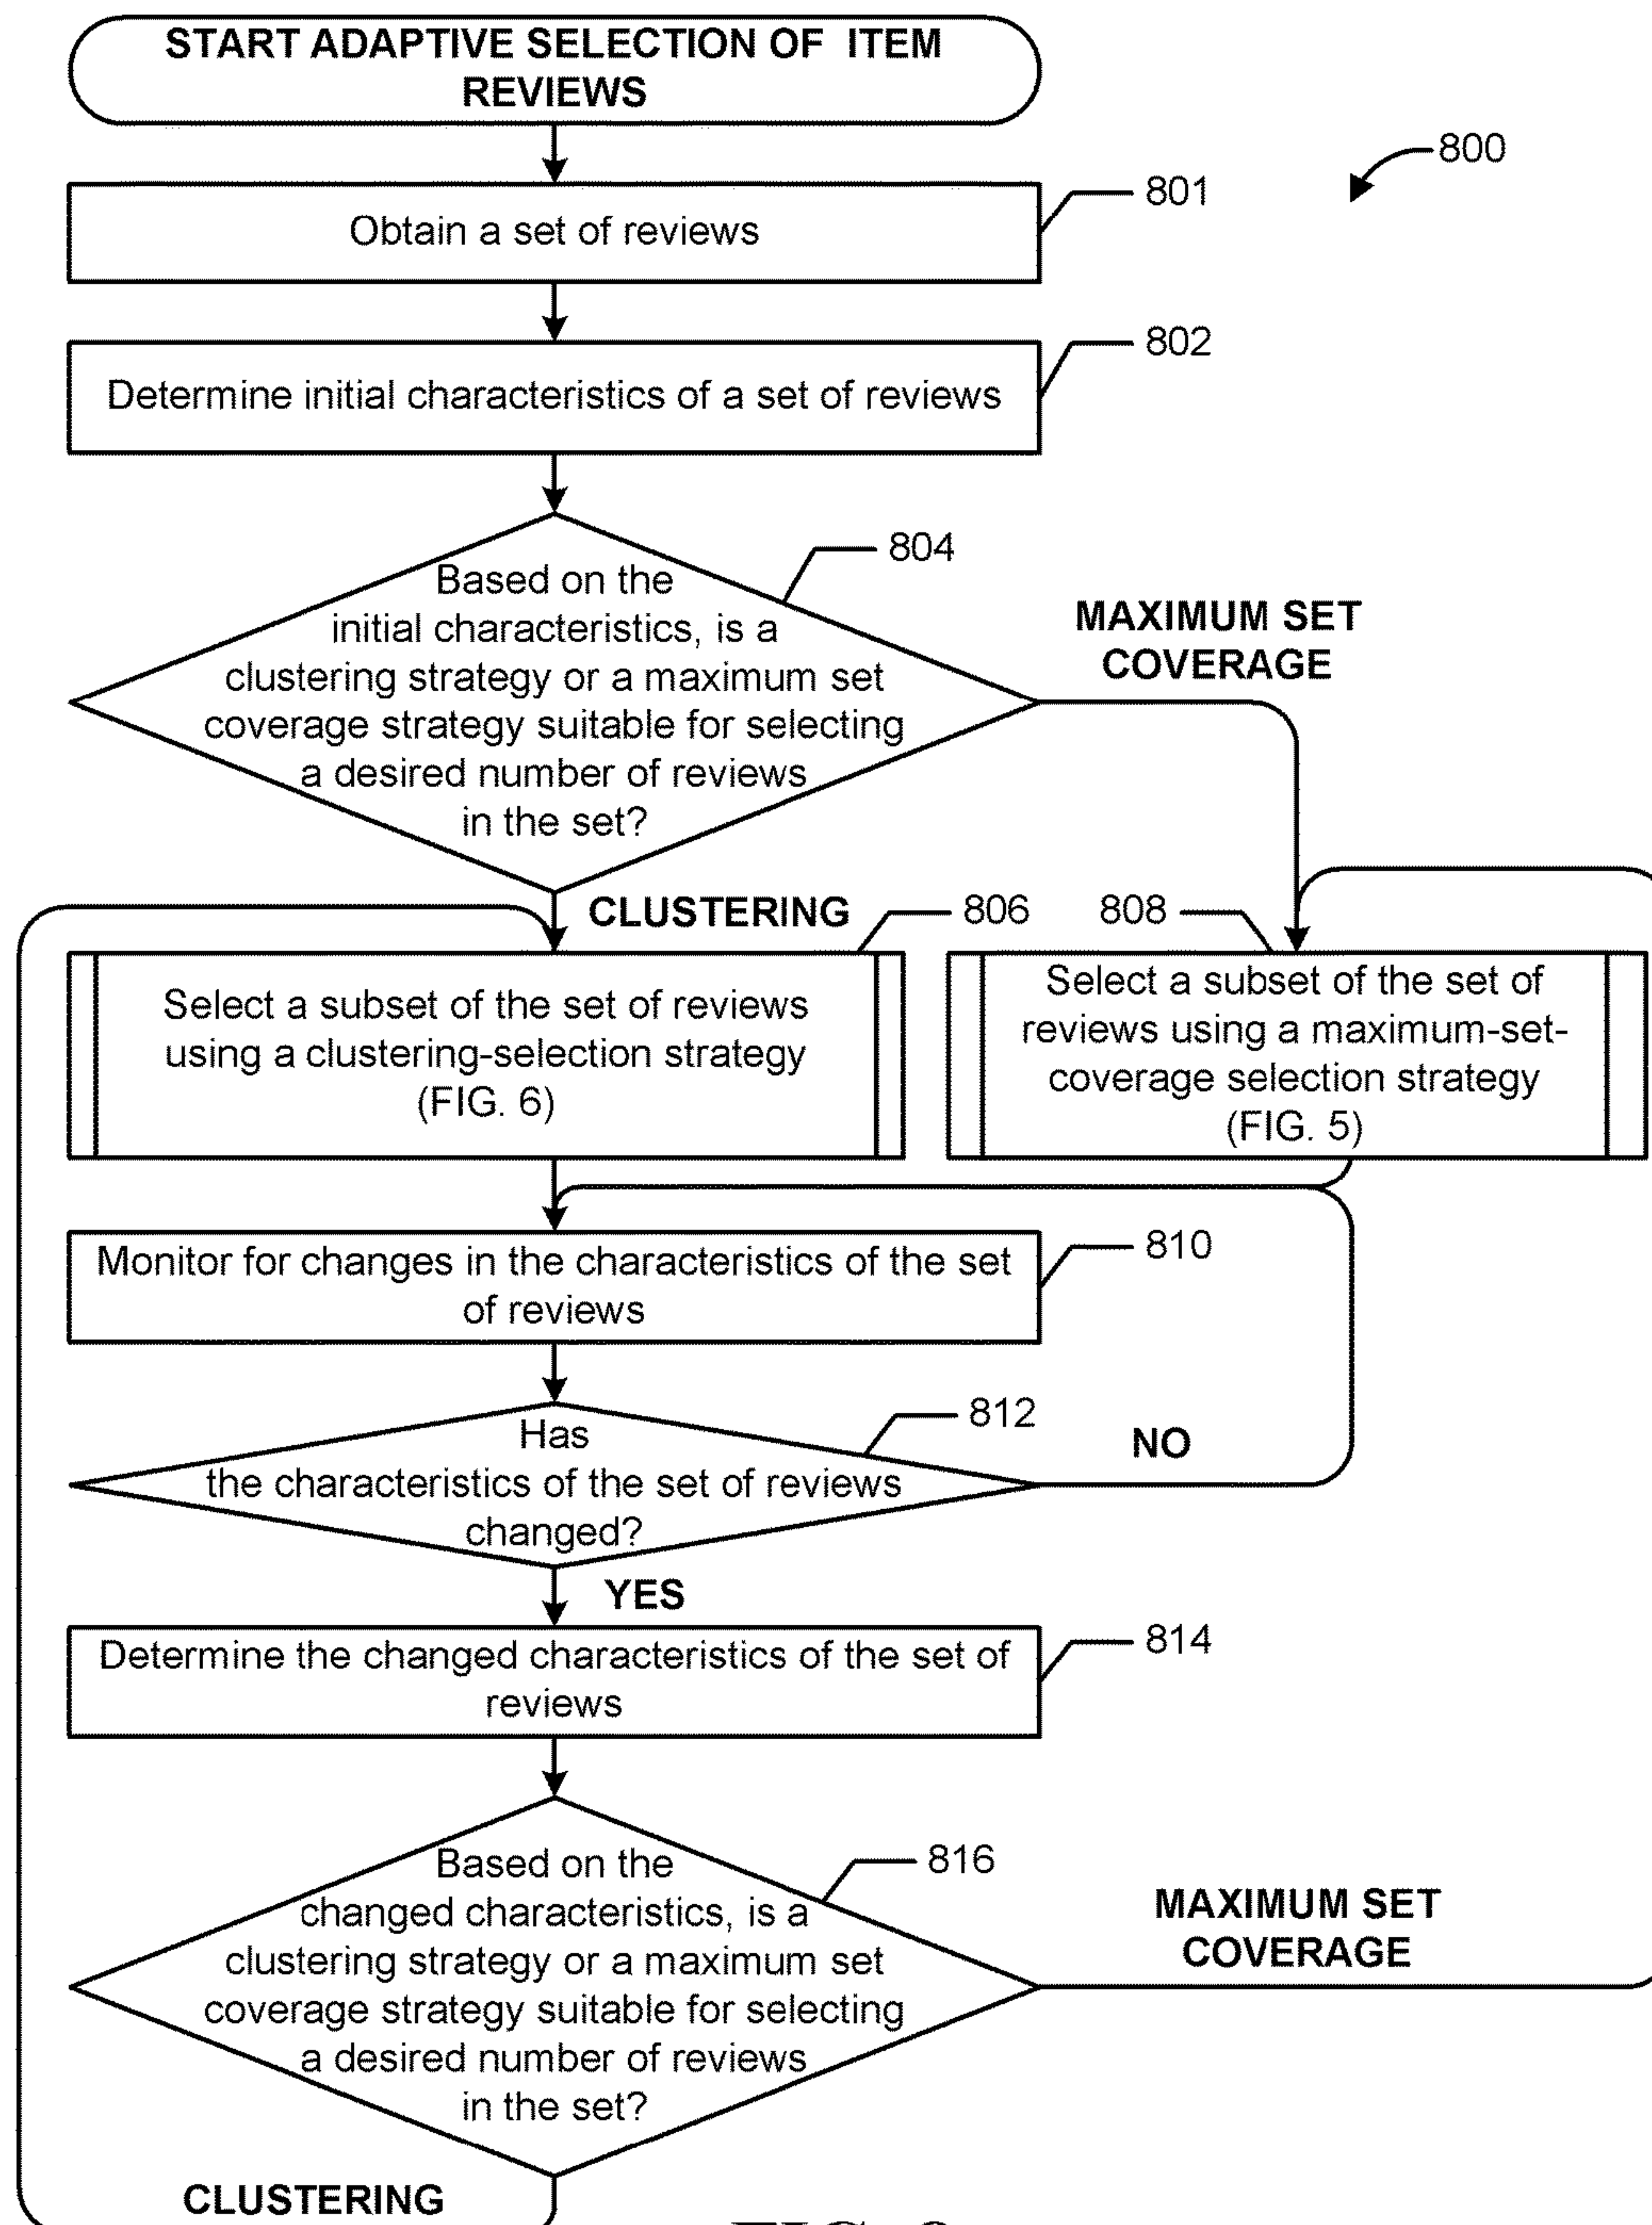 START ADAPTIVE SELECTION OF ITEM
REVIEWS
800
801
Obtain a set of reviews
802
Determine initial characteristics of a set of reviews
804
Based on the
initial characteristics, is a
clustering strategy or a maximum set
coverage strategy suitable for selecting
a desired number of reviews
in the set?
MAXIMUM SET
COVERAGE
CLUSTERING
806
808
Select a subset of the set of reviews
using a clustering-selection strategy
(FIG. 6)
Select a subset of the set of
reviews using a maximum-set-
coverage selection strategy
(FIG. 5)
810
Monitor for changes in the characteristics of the set
of reviews
812
Has
the characteristics of the set of reviews
changed?
NO
YES
814
Determine the changed characteristics of the set of
reviews
816
Based on the
changed characteristics, is a
clustering strategy or a maximum set
coverage strategy suitable for selecting
a desired number of reviews
in the set?
MAXIMUM SET
COVERAGE
CLUSTERING